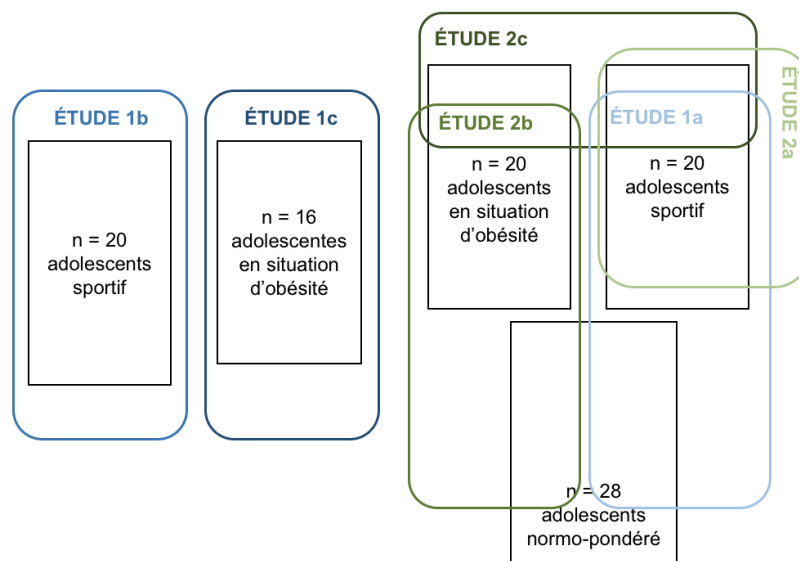 ÉTUDE 1b
n = 20
adolescents
sportif
ÉTUDE 1c
n = 16
adolescentes
en situation
d'obésité
ÉTUDE 2c
ÉTUDE 2b
n = 20
adolescents
en situation
d'obésité
ÉTUDE 1a
n = 20
adolescents
sportif
ÉTUDE 2a
n = 28
adolescents
normo-pondéré